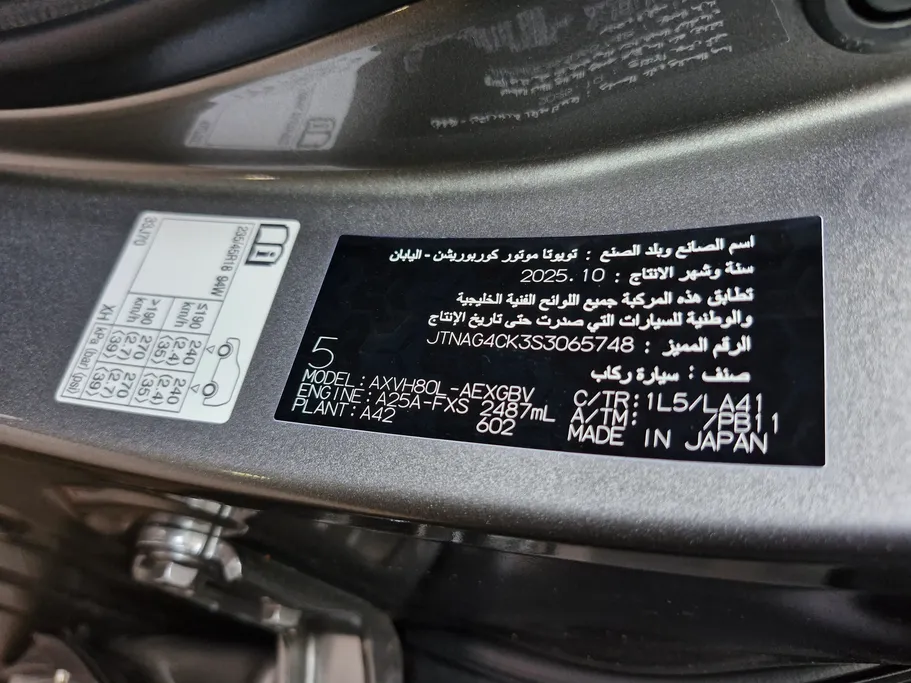 اسم الصانع وبلد الصنع : تويوتا موتور كوربوريشن - اليابان
سنة وشهر الانتاج : 2025.10
تطابق هذه المركبة جميع اللوائح الفنية الخليجية
والوطنية للسيارات التي صدرت حتى تاريخ الإنتاج
الرقم المميز : JTNAG4CK3S3065748
صنف : سيارة ركاب
5
MODEL:AXVH80L-AEXGBV
ENGINE:A25A-FXS 2487mL
PLANT:A42 602
C/TR:1L5/LA41
A/TM: /PB11
MADE IN JAPAN
235/45R18 94W
≤190 km/h 240 (2.4) ⟨35⟩ 240 (2.4) ⟨35⟩
>190 km/h 270 (2.7) ⟨39⟩ 270 (2.7) ⟨39⟩
XH kPa (bar) ⟨psi⟩
33J70